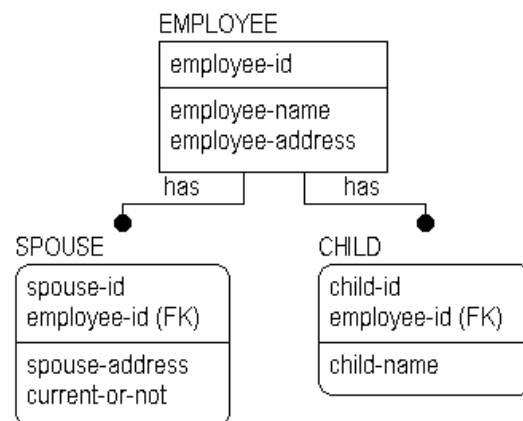 EMPLOYEE
employee-id
employee-name
employee-address
has
has
SPOUSE
spouse-id
employee-id (FK)
spouse-address
current-or-not
CHILD
child-id
employee-id (FK)
child-name